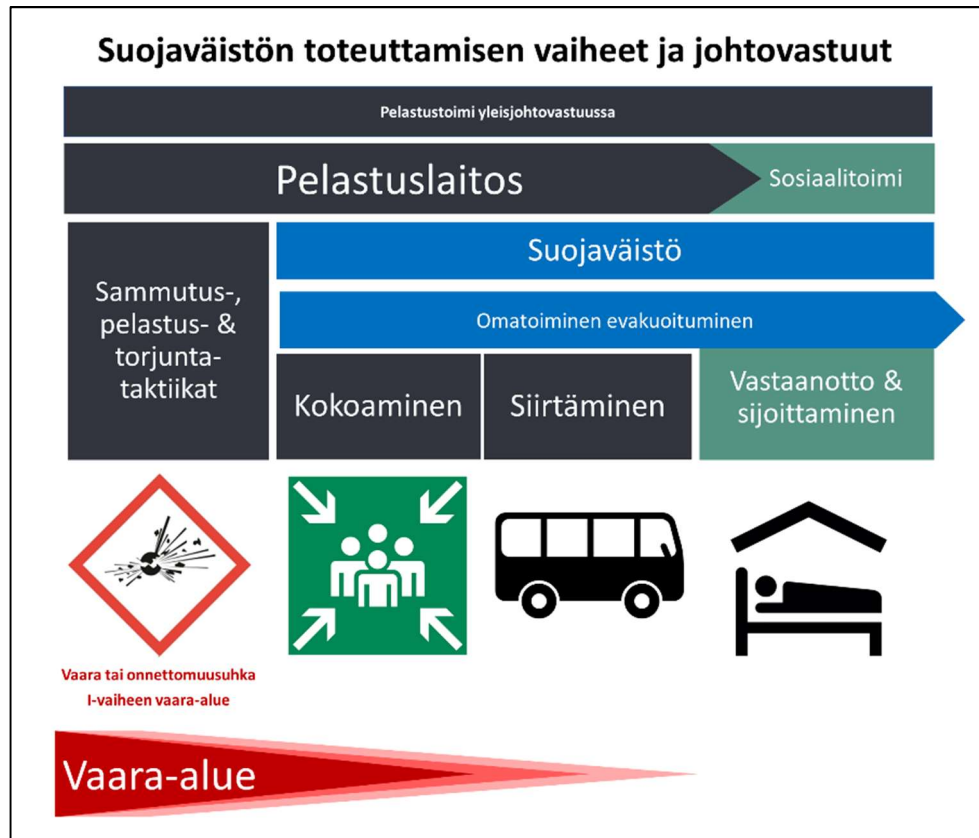 Suojaväistön toteuttamisen vaiheet ja johtovastuut
Pelastustoimi yleisjohtovastuussa
Pelastuslaitos
Sosiaalitoimi
Sammutus-,
pelastus- &
torjunta-
taktiikat
Suojaväistö
Omatoiminen evakuoituminen
Kokoaminen
Siirtäminen
Vastaanotto &
sijoittaminen
Vaara tai onnettomuusuhka
I-vaiheen vaara-alue
Vaara-alue